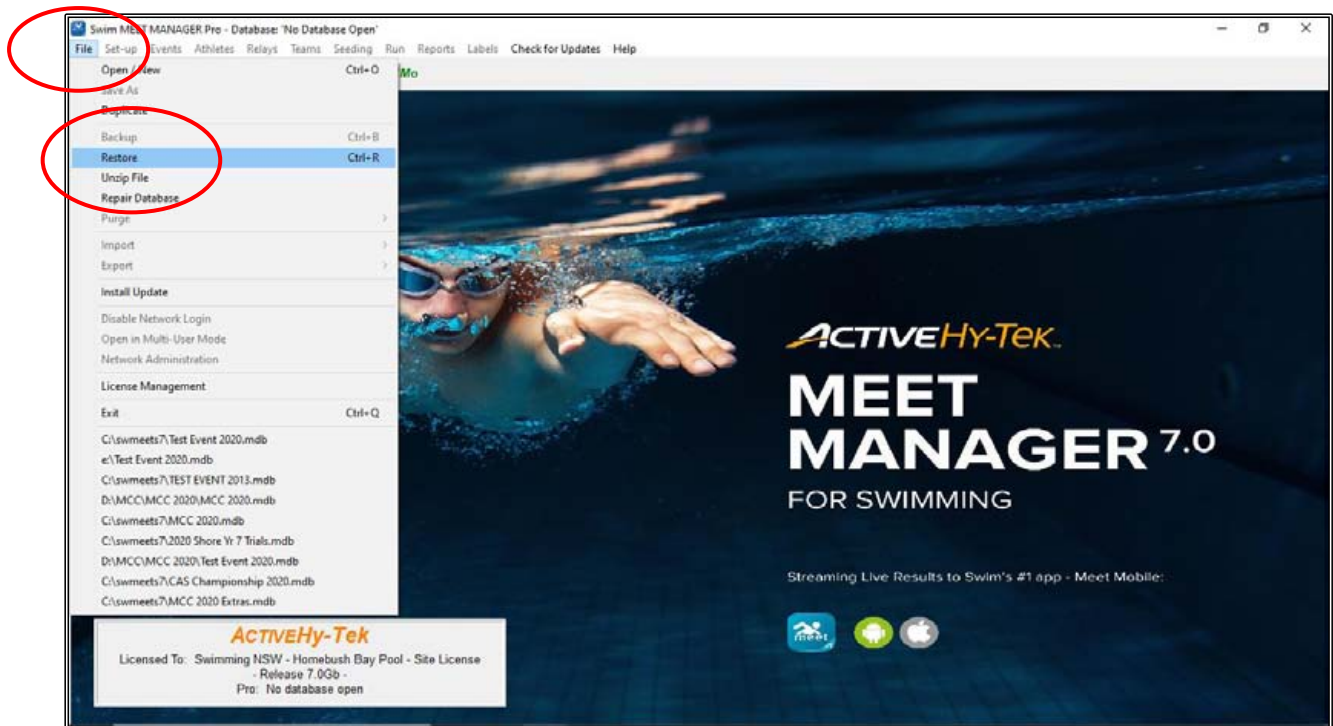 Swim MEET MANAGER Pro - Database: 'No Database Open'
File Set-up Events Athletes Relays Teams Seeding Run Reports Labels Check for Updates Help
Open / New Ctrl+O
Mo
Save As
Duplicate
Backup Ctrl+B
Restore Ctrl+R
Unzip File
Repair Database
Purge
Import
Export
Install Update
Disable Network Login
Open in Multi-User Mode
Network Administration
License Management
Exit Ctrl+Q
C:\swmeets7\Test Event 2020.mdb
e:\Test Event 2020.mdb
C:\swmeets7\TEST EVENT 2013.mdb
D:\MCC\MCC 2020\MCC 2020.mdb
C:\swmeets7\MCC 2020.mdb
C:\swmeets7\2020 Shore Yr 7 Trials.mdb
D:\MCC\MCC 2020\Test Event 2020.mdb
C:\swmeets7\CAS Championship 2020.mdb
C:\swmeets7\MCC 2020 Extras.mdb
ACTIVEHy-Tek
Licensed To: Swimming NSW - Homebush Bay Pool - Site License
- Release 7.0Gb -
Pro: No database open
ACTIVEHY-TEK
MEET
MANAGER 7.0
FOR SWIMMING
Streaming Live Results to Swim's #1 app - Meet Mobile:
meet